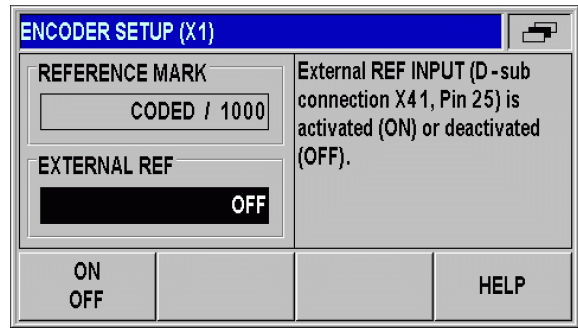 ENCODER SETUP (X1)
REFERENCE MARK
CODED / 1000
EXTERNAL REF
OFF
External REF INPUT (D-sub
connection X41, Pin 25) is
activated (ON) or deactivated
(OFF).
ON
OFF
HELP